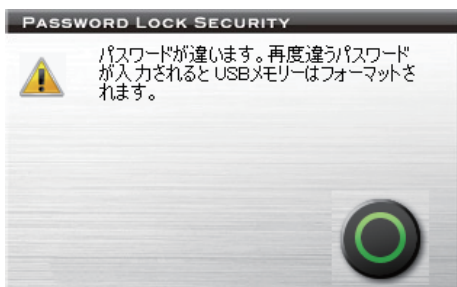 PASSWORD LOCK SECURITY
パスワードが違います。再度違うパスワード
が入力されるとUSBメモリーはフォーマットさ
れます。